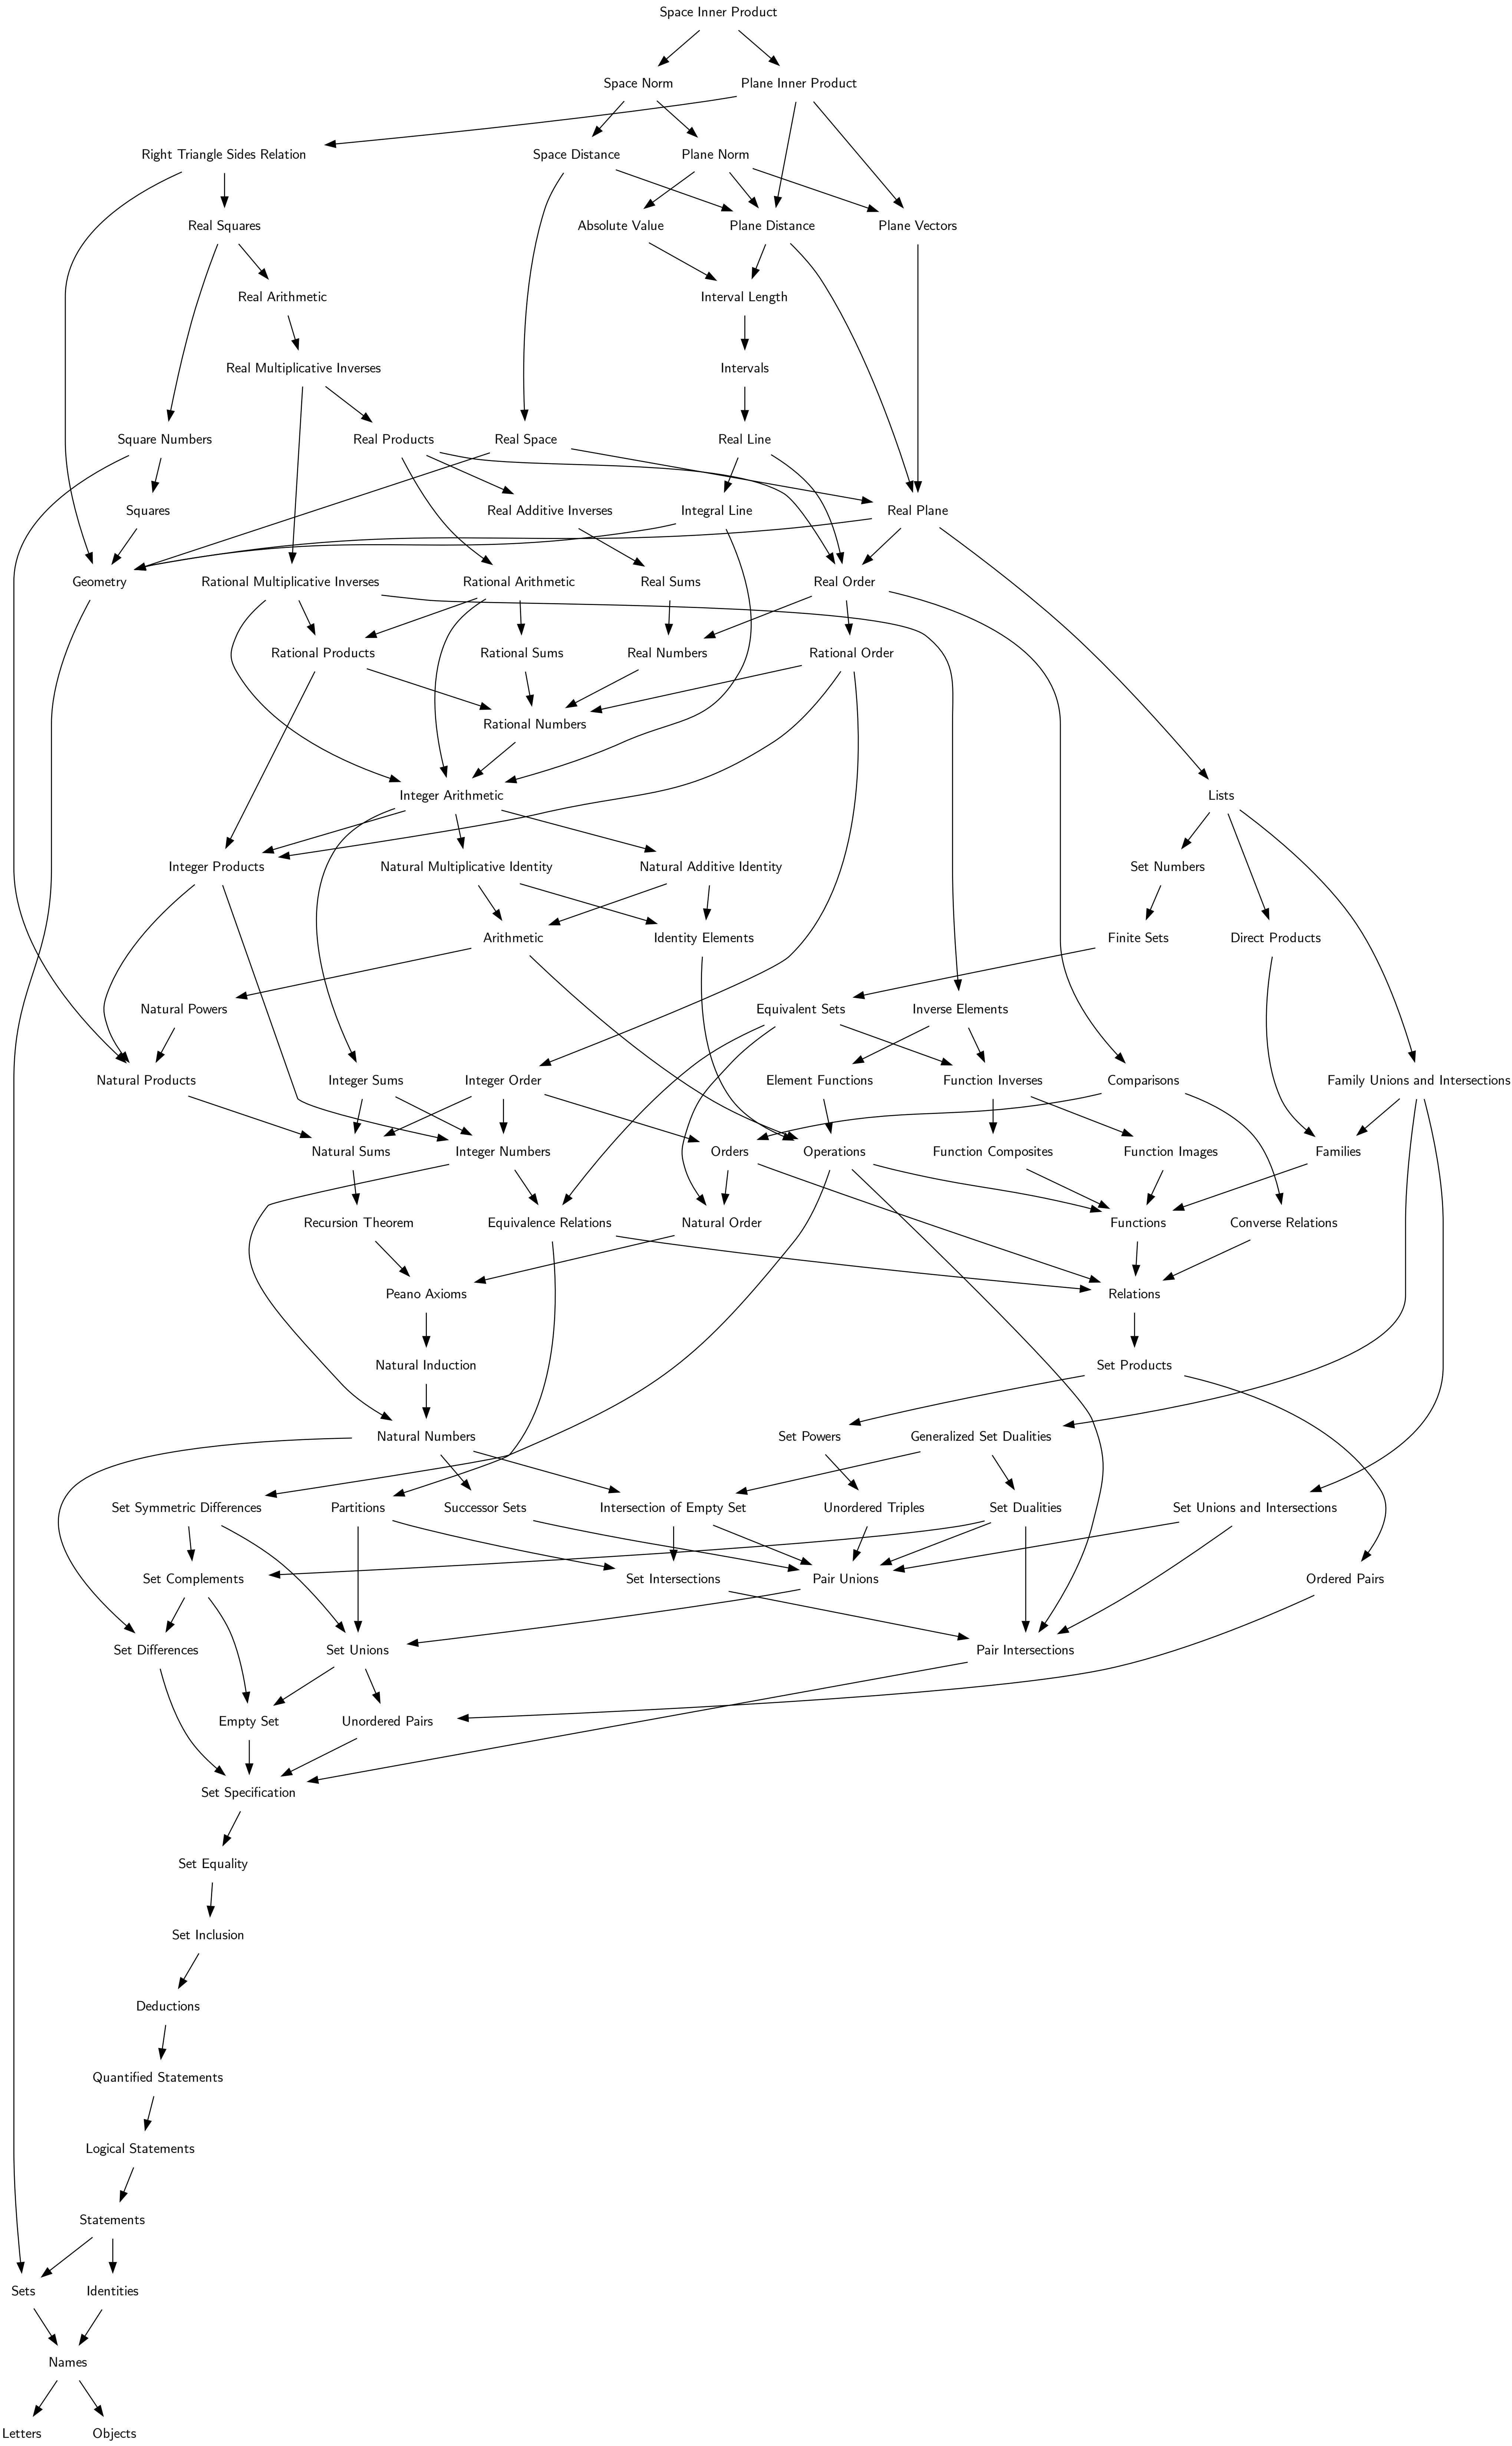 Space Inner Product
Space Norm
Plane Inner Product
Right Triangle Sides Relation
Space Distance
Plane Norm
Real Squares
Absolute Value
Plane Distance
Plane Vectors
Real Arithmetic
Interval Length
Real Multiplicative Inverses
Intervals
Square Numbers
Real Products
Real Space
Real Line
Squares
Real Additive Inverses
Integral Line
Real Plane
Geometry
Rational Multiplicative Inverses
Rational Arithmetic
Real Sums
Real Order
Rational Products
Rational Sums
Real Numbers
Rational Order
Rational Numbers
Integer Arithmetic
Lists
Integer Products
Natural Multiplicative Identity
Natural Additive Identity
Set Numbers
Arithmetic
Identity Elements
Finite Sets
Direct Products
Natural Powers
Equivalent Sets
Inverse Elements
Natural Products
Integer Sums
Integer Order
Element Functions
Function Inverses
Comparisons
Family Unions and Intersections
Natural Sums
Integer Numbers
Orders
Operations
Function Composites
Function Images
Families
Recursion Theorem
Equivalence Relations
Natural Order
Functions
Converse Relations
Peano Axioms
Relations
Natural Induction
Set Products
Natural Numbers
Set Powers
Generalized Set Dualities
Set Symmetric Differences
Partitions
Successor Sets
Intersection of Empty Set
Unordered Triples
Set Dualities
Set Unions and Intersections
Set Complements
Set Intersections
Pair Unions
Ordered Pairs
Set Differences
Set Unions
Pair Intersections
Empty Set
Unordered Pairs
Set Specification
Set Equality
Set Inclusion
Deductions
Quantified Statements
Logical Statements
Statements
Sets
Identities
Names
Letters
Objects